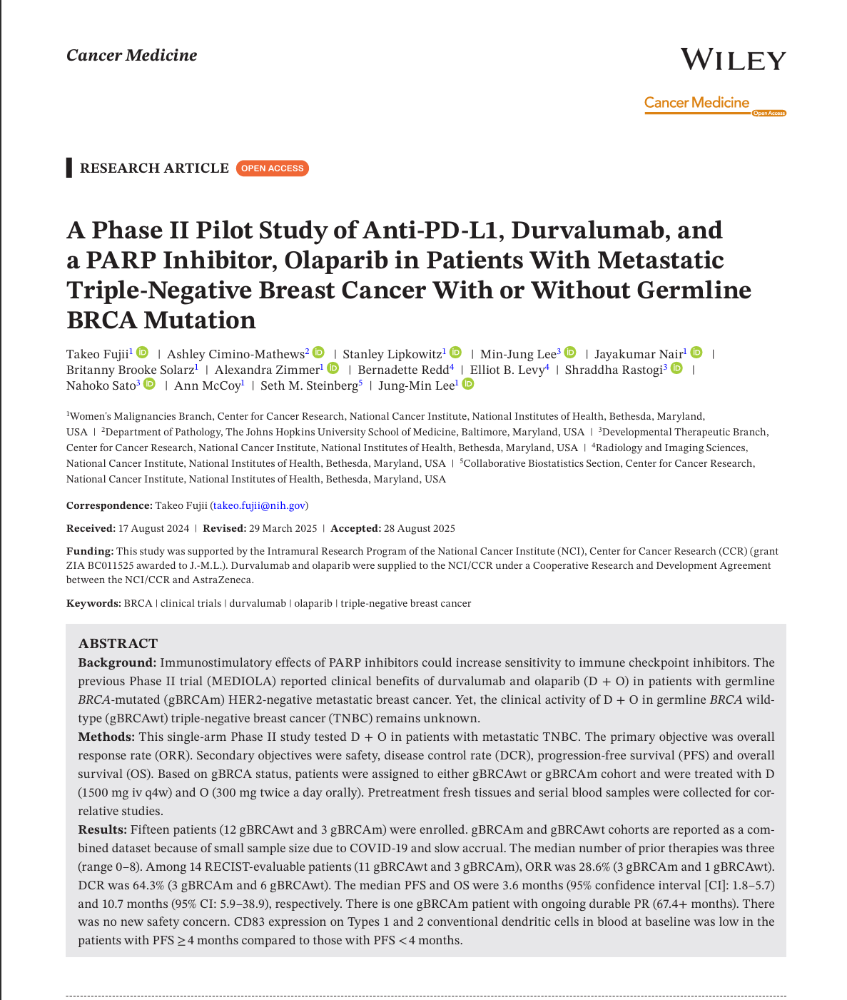 Cancer Medicine
WILEY
Cancer Medicine
Open Access
RESEARCH ARTICLE OPEN ACCESS
A Phase II Pilot Study of Anti-PD-L1, Durvalumab, and
a PARP Inhibitor, Olaparib in Patients With Metastatic
Triple-Negative Breast Cancer With or Without Germline
BRCA Mutation
Takeo Fujii1 iD | Ashley Cimino-Mathews2 iD | Stanley Lipkowitz1 iD | Min-Jung Lee3 iD | Jayakumar Nair1 iD |
Britanny Brooke Solarz1 | Alexandra Zimmer1 iD | Bernadette Redd4 | Elliot B. Levy4 | Shraddha Rastogi3 iD |
Nahoko Sato3 iD | Ann McCoy1 | Seth M. Steinberg5 | Jung-Min Lee1 iD
1Women's Malignancies Branch, Center for Cancer Research, National Cancer Institute, National Institutes of Health, Bethesda, Maryland,
USA | 2Department of Pathology, The Johns Hopkins University School of Medicine, Baltimore, Maryland, USA | 3Developmental Therapeutic Branch,
Center for Cancer Research, National Cancer Institute, National Institutes of Health, Bethesda, Maryland, USA | 4Radiology and Imaging Sciences,
National Cancer Institute, National Institutes of Health, Bethesda, Maryland, USA | 5Collaborative Biostatistics Section, Center for Cancer Research,
National Cancer Institute, National Institutes of Health, Bethesda, Maryland, USA
Correspondence: Takeo Fujii (takeo.fujii@nih.gov)
Received: 17 August 2024 | Revised: 29 March 2025 | Accepted: 28 August 2025
Funding: This study was supported by the Intramural Research Program of the National Cancer Institute (NCI), Center for Cancer Research (CCR) (grant
ZIA BC011525 awarded to J.-M.L.). Durvalumab and olaparib were supplied to the NCI/CCR under a Cooperative Research and Development Agreement
between the NCI/CCR and AstraZeneca.
Keywords: BRCA | clinical trials | durvalumab | olaparib | triple-negative breast cancer
ABSTRACT
Background: Immunostimulatory effects of PARP inhibitors could increase sensitivity to immune checkpoint inhibitors. The
previous Phase II trial (MEDIOLA) reported clinical benefits of durvalumab and olaparib (D + O) in patients with germline
BRCA-mutated (gBRCAm) HER2-negative metastatic breast cancer. Yet, the clinical activity of D + O in germline BRCA wild-
type (gBRCAwt) triple-negative breast cancer (TNBC) remains unknown.
Methods: This single-arm Phase II study tested D + O in patients with metastatic TNBC. The primary objective was overall
response rate (ORR). Secondary objectives were safety, disease control rate (DCR), progression-free survival (PFS) and overall
survival (OS). Based on gBRCA status, patients were assigned to either gBRCAwt or gBRCAm cohort and were treated with D
(1500 mg iv q4w) and O (300 mg twice a day orally). Pretreatment fresh tissues and serial blood samples were collected for cor-
relative studies.
Results: Fifteen patients (12 gBRCAwt and 3 gBRCAm) were enrolled. gBRCAm and gBRCAwt cohorts are reported as a com-
bined dataset because of small sample size due to COVID-19 and slow accrual. The median number of prior therapies was three
(range 0–8). Among 14 RECIST-evaluable patients (11 gBRCAwt and 3 gBRCAm), ORR was 28.6% (3 gBRCAm and 1 gBRCAwt).
DCR was 64.3% (3 gBRCAm and 6 gBRCAwt). The median PFS and OS were 3.6 months (95% confidence interval [CI]: 1.8–5.7)
and 10.7 months (95% CI: 5.9–38.9), respectively. There is one gBRCAm patient with ongoing durable PR (67.4+ months). There
was no new safety concern. CD83 expression on Types 1 and 2 conventional dendritic cells in blood at baseline was low in the
patients with PFS ≥ 4 months compared to those with PFS < 4 months.